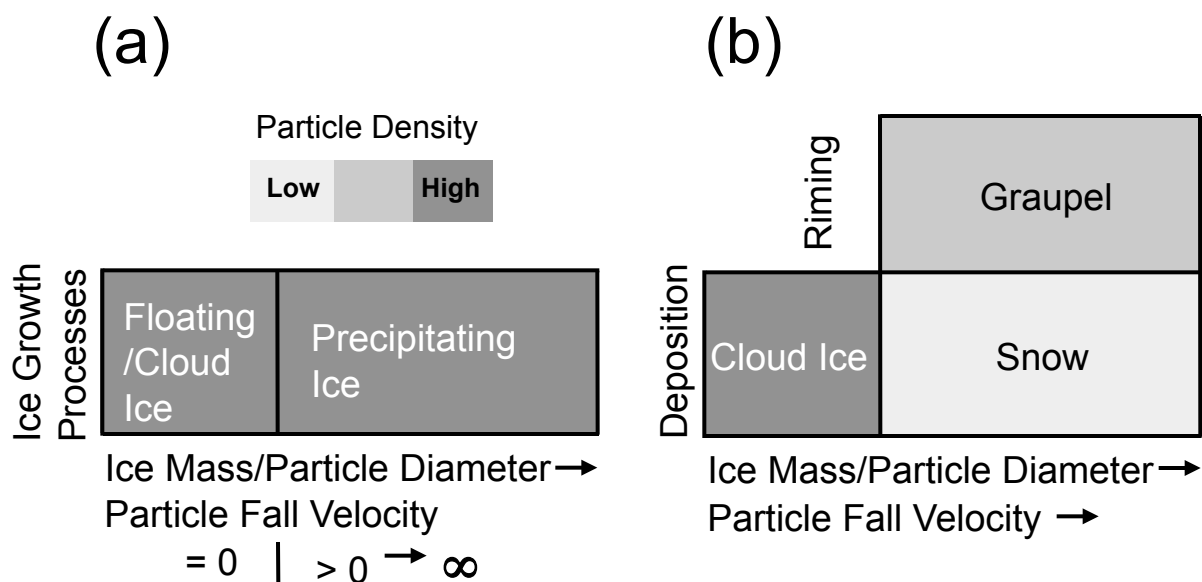 (a)
Particle Density
Low High
Ice Growth
Processes
Floating
/Cloud
Ice
Precipitating
Ice
Ice Mass/Particle Diameter →
Particle Fall Velocity
= 0 | > 0 → ∞
(b)
Riming
Graupel
Deposition
Cloud Ice
Snow
Ice Mass/Particle Diameter →
Particle Fall Velocity →